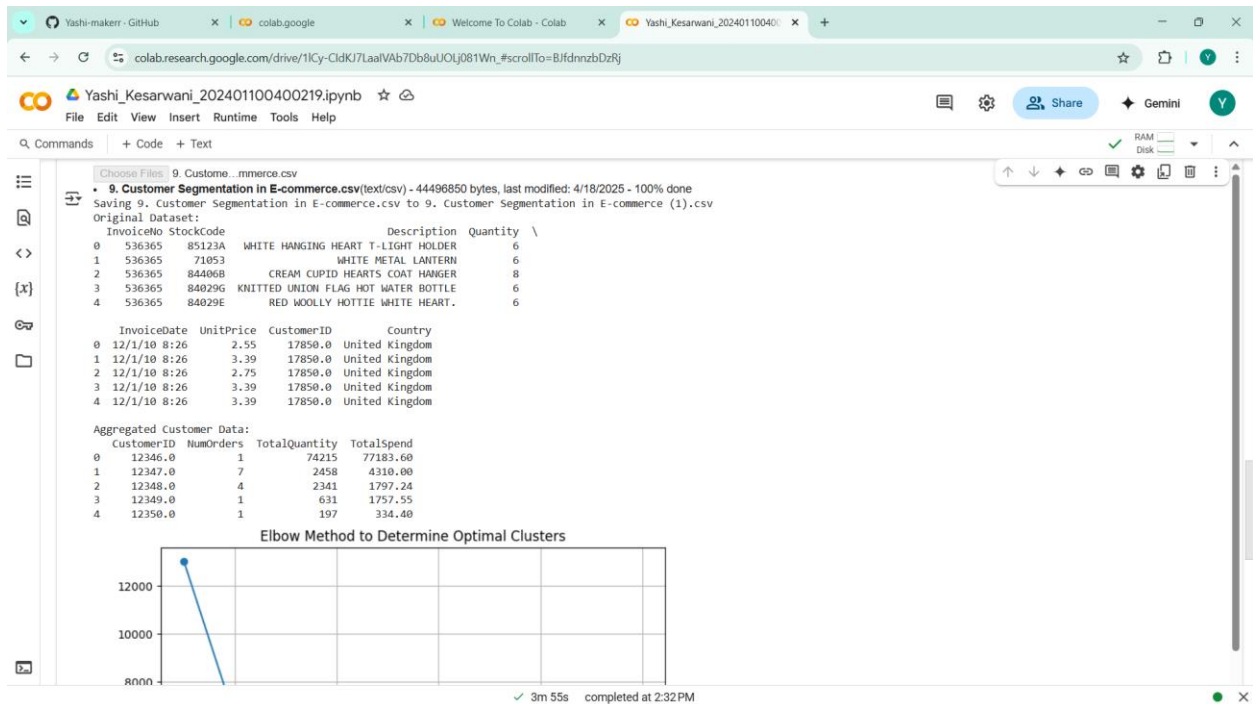 Yashi-makerr · GitHub
colab.google
Welcome To Colab - Colab
Yashi_Kesarwani_20240110040
colab.research.google.com/drive/1lCy-CldKJ7LaalVAb7Db8uUOLj081Wn_#scrollTo=BJfdnnzbDzRj
Y
CO
Yashi_Kesarwani_202401100400219.ipynb
Share
Gemini
Y
File Edit View Insert Runtime Tools Help
Commands + Code + Text
RAM
Disk
Choose Files 9. Custome…mmerce.csv
• 9. Customer Segmentation in E-commerce.csv(text/csv) - 44496850 bytes, last modified: 4/18/2025 - 100% done
Saving 9. Customer Segmentation in E-commerce.csv to 9. Customer Segmentation in E-commerce (1).csv
Original Dataset:
InvoiceNo StockCode Description Quantity \
0 536365 85123A WHITE HANGING HEART T-LIGHT HOLDER 6
1 536365 71053 WHITE METAL LANTERN 6
2 536365 84406B CREAM CUPID HEARTS COAT HANGER 8
3 536365 84029G KNITTED UNION FLAG HOT WATER BOTTLE 6
4 536365 84029E RED WOOLLY HOTTIE WHITE HEART. 6
InvoiceDate UnitPrice CustomerID Country
0 12/1/10 8:26 2.55 17850.0 United Kingdom
1 12/1/10 8:26 3.39 17850.0 United Kingdom
2 12/1/10 8:26 2.75 17850.0 United Kingdom
3 12/1/10 8:26 3.39 17850.0 United Kingdom
4 12/1/10 8:26 3.39 17850.0 United Kingdom
Aggregated Customer Data:
CustomerID NumOrders TotalQuantity TotalSpend
0 12346.0 1 74215 77183.60
1 12347.0 7 2458 4310.00
2 12348.0 4 2341 1797.24
3 12349.0 1 631 1757.55
4 12350.0 1 197 334.40
Elbow Method to Determine Optimal Clusters
12000
10000
8000
{x}
3m 55s completed at 2:32 PM